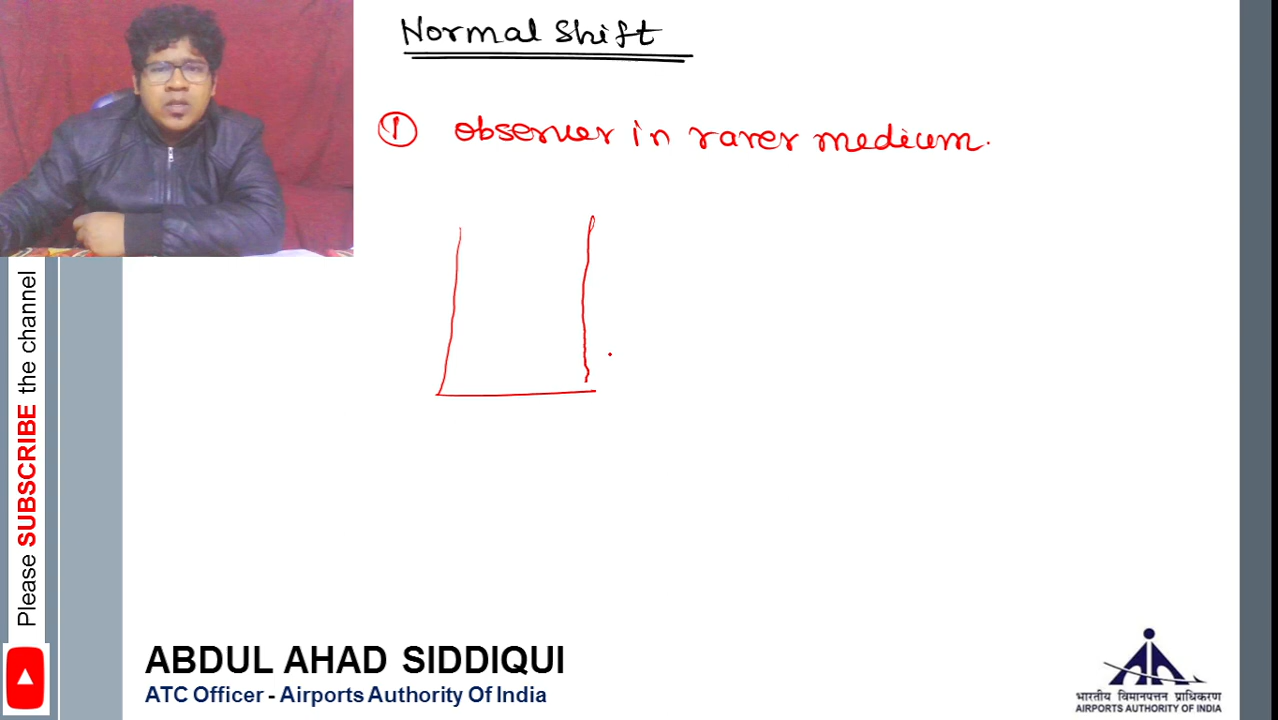 Normal Shift
① observer in rarer medium.
Please SUBSCRIBE the channel
ABDUL AHAD SIDDIQUI
ATC Officer - Airports Authority Of India
भारतीय विमानपत्तन प्राधिकरण
AIRPORTS AUTHORITY OF INDIA